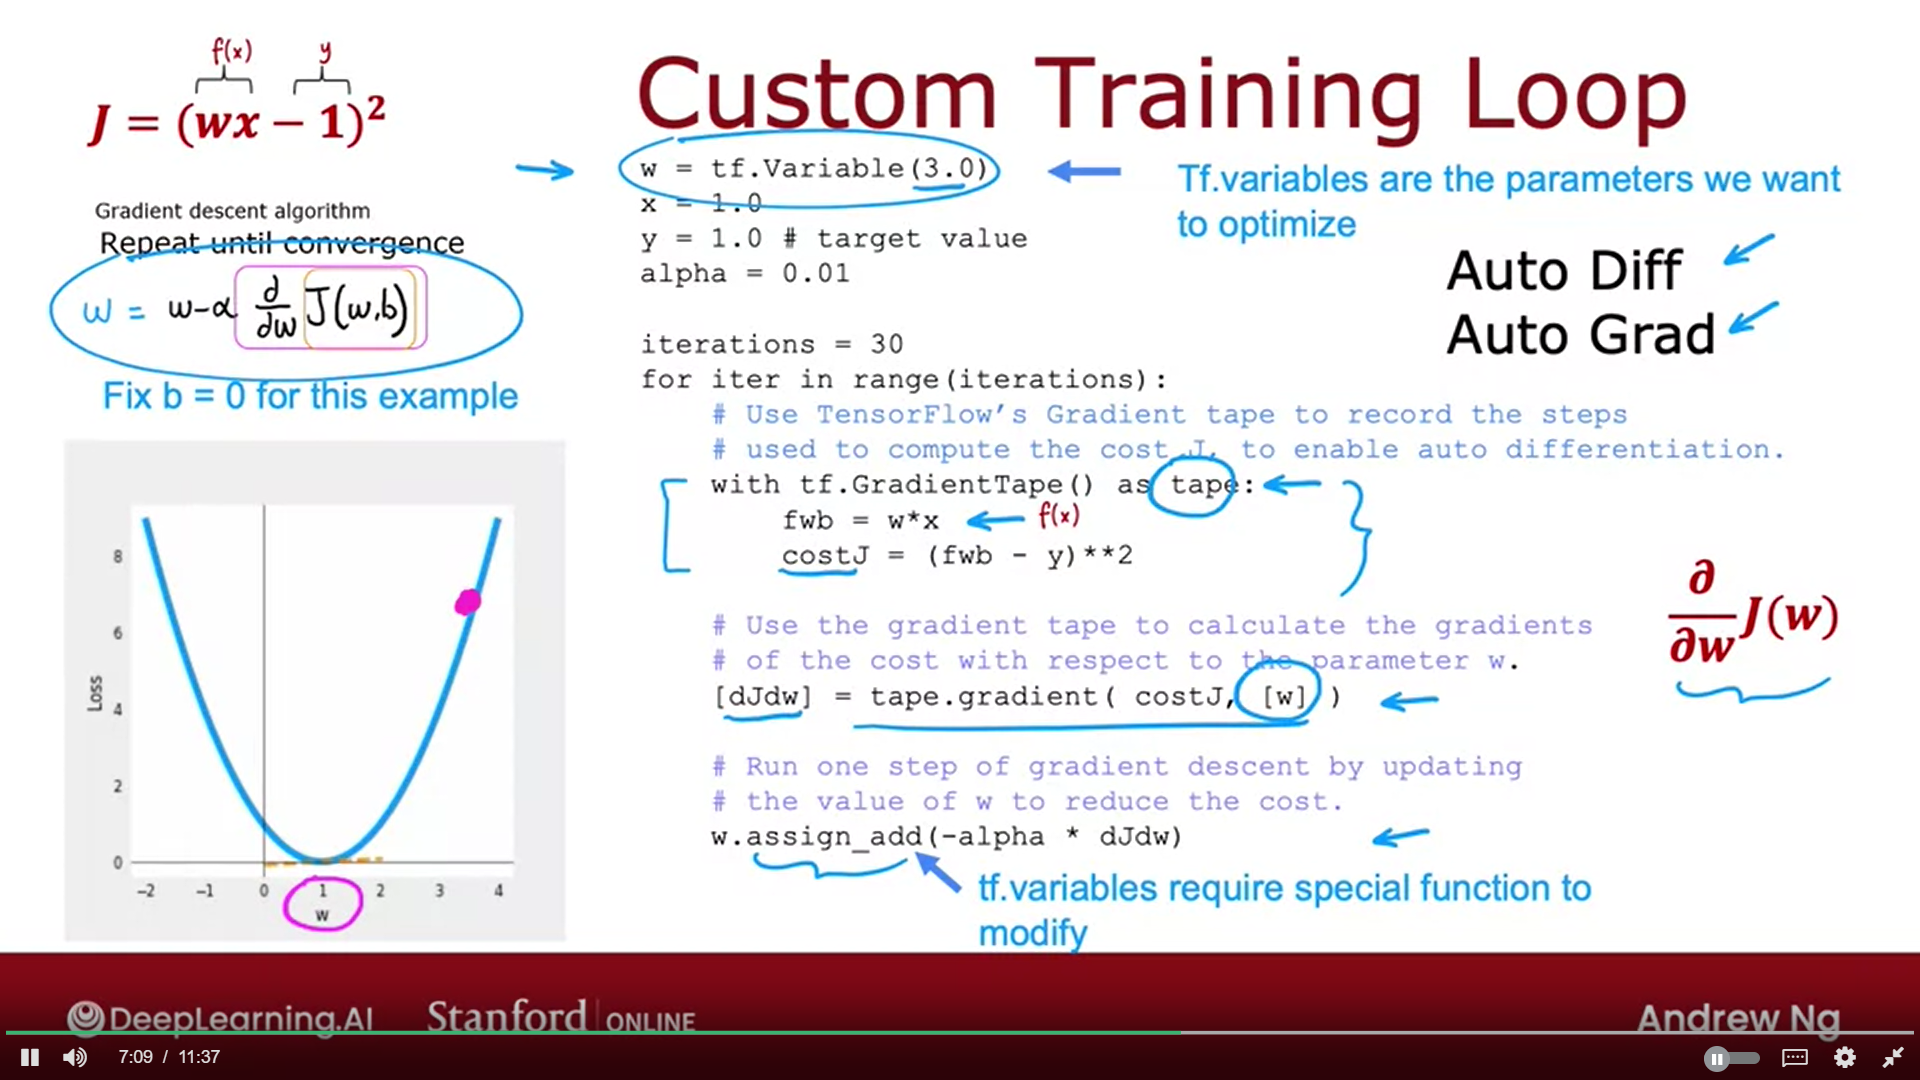 f(x) y
J = (wx − 1)²
Gradient descent algorithm
Repeat until convergence
w = w-α ∂/∂w J(w,b)
Fix b = 0 for this example
8
6
4
2
0
Loss
-2 -1 0 1 2 3 4
w
Custom Training Loop
w = tf.Variable(3.0)
x = 1.0
y = 1.0 # target value
alpha = 0.01
Tf.variables are the parameters we want
to optimize
Auto Diff
Auto Grad
iterations = 30
for iter in range(iterations):
# Use TensorFlow’s Gradient tape to record the steps
# used to compute the cost J, to enable auto differentiation.
with tf.GradientTape() as tape:
fwb = w*x f(x)
costJ = (fwb - y)**2
# Use the gradient tape to calculate the gradients
# of the cost with respect to the parameter w.
[dJdw] = tape.gradient( costJ, [w] )
∂/∂w J(w)
# Run one step of gradient descent by updating
# the value of w to reduce the cost.
w.assign_add(-alpha * dJdw)
tf.variables require special function to
modify
DeepLearning.AI Stanford ONLINE Andrew Ng
7:09 / 11:37